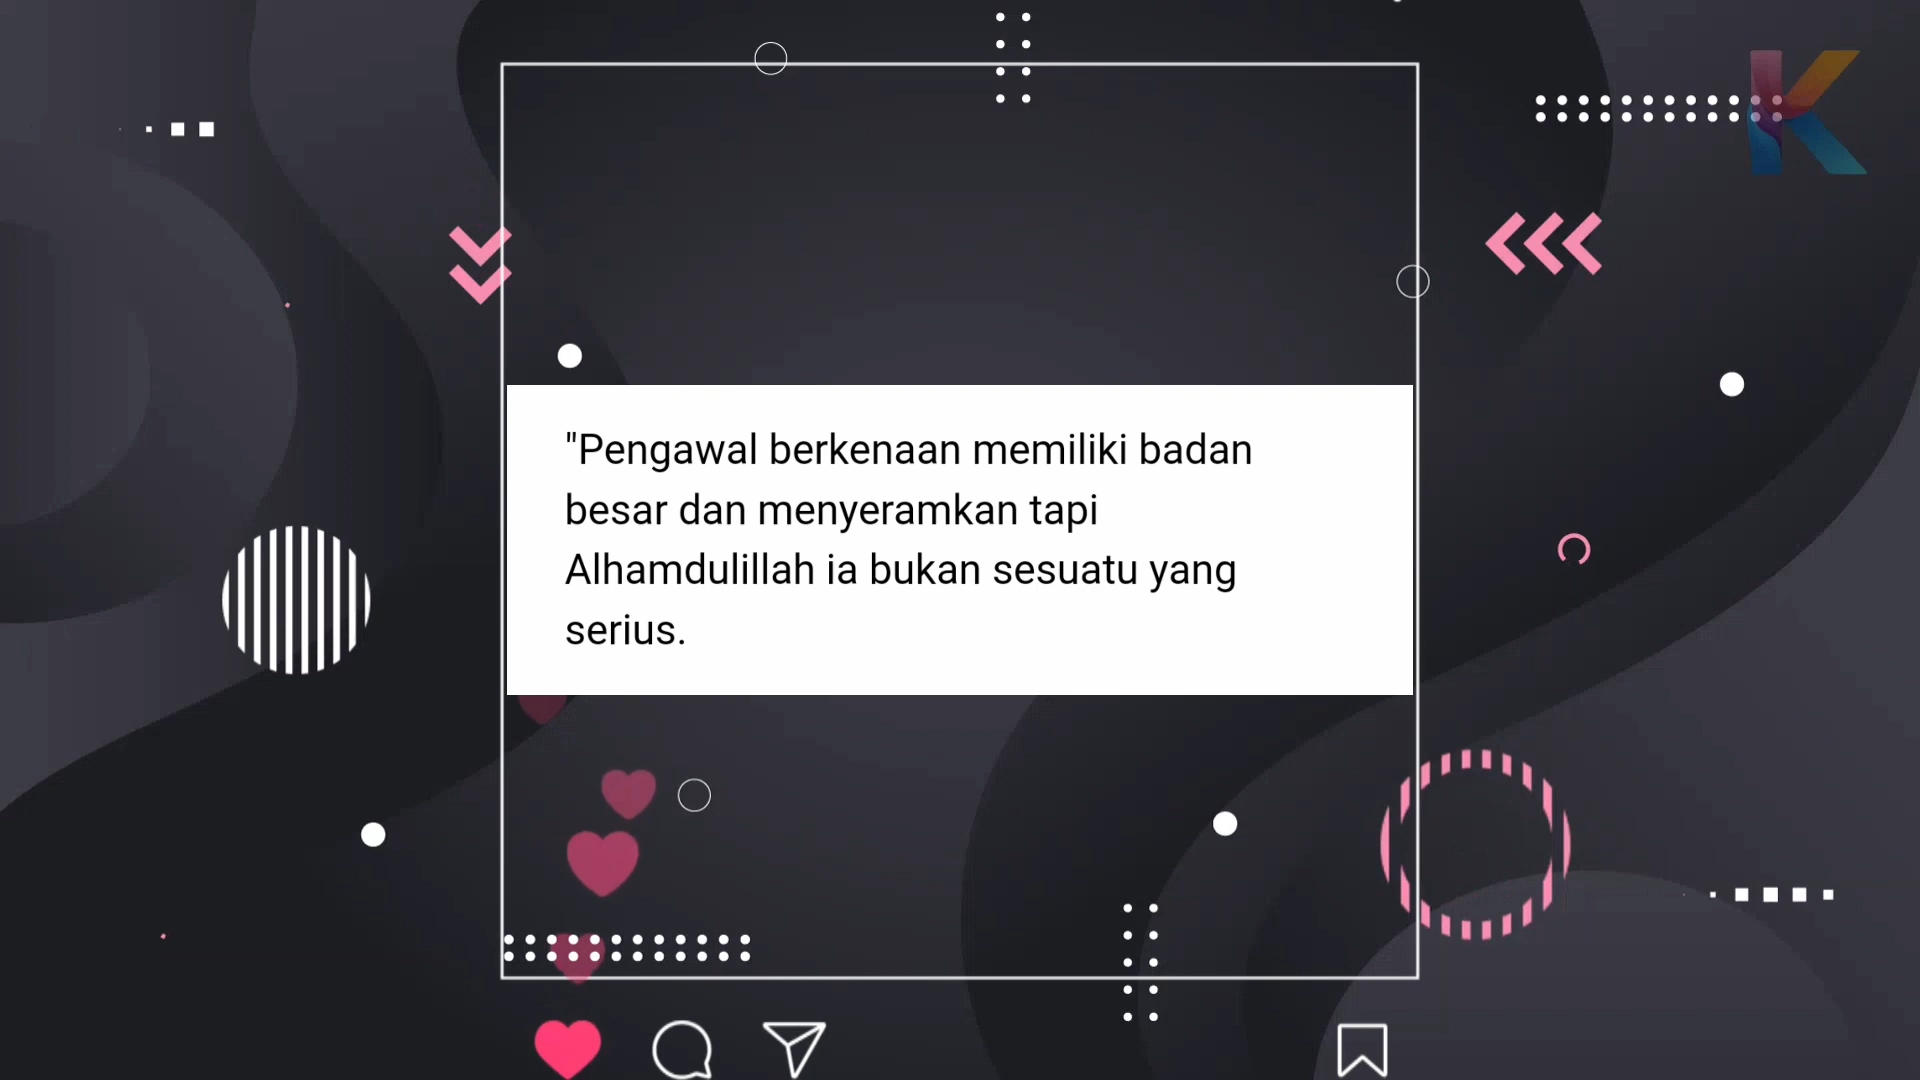 "Pengawal berkenaan memiliki badan
besar dan menyeramkan tapi
Alhamdulillah ia bukan sesuatu yang
serius.
K